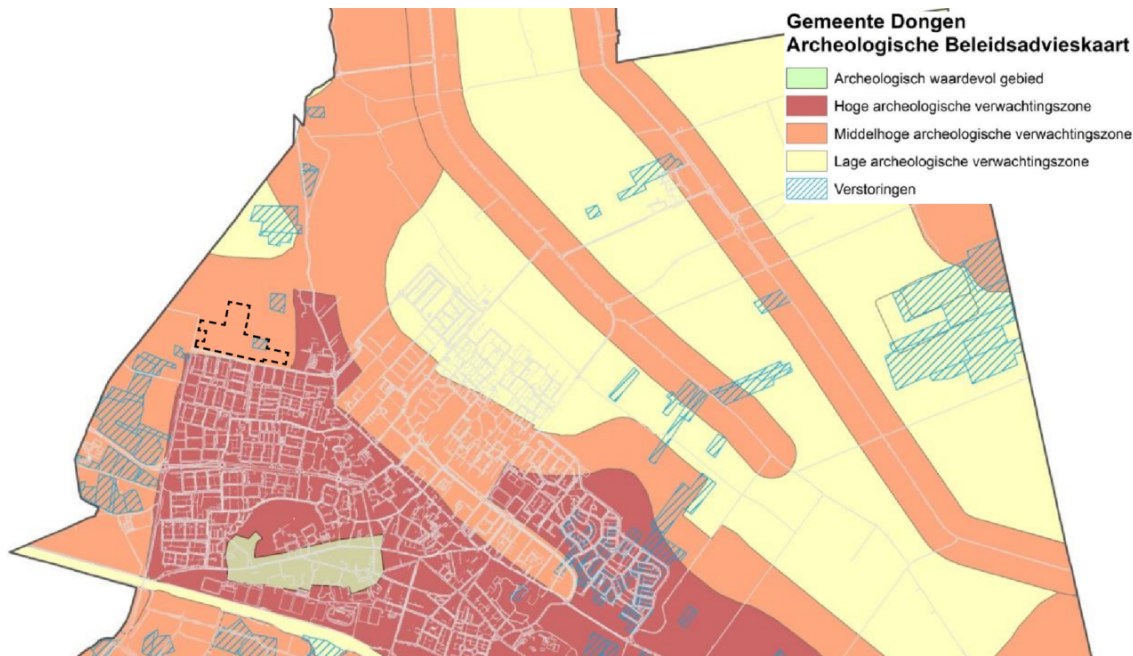 Gemeente Dongen
Archeologische Beleidsadvieskaart
Archeologisch waardevol gebied
Hoge archeologische verwachtingszone
Middelhoge archeologische verwachtingszone
Lage archeologische verwachtingszone
Verstoringen